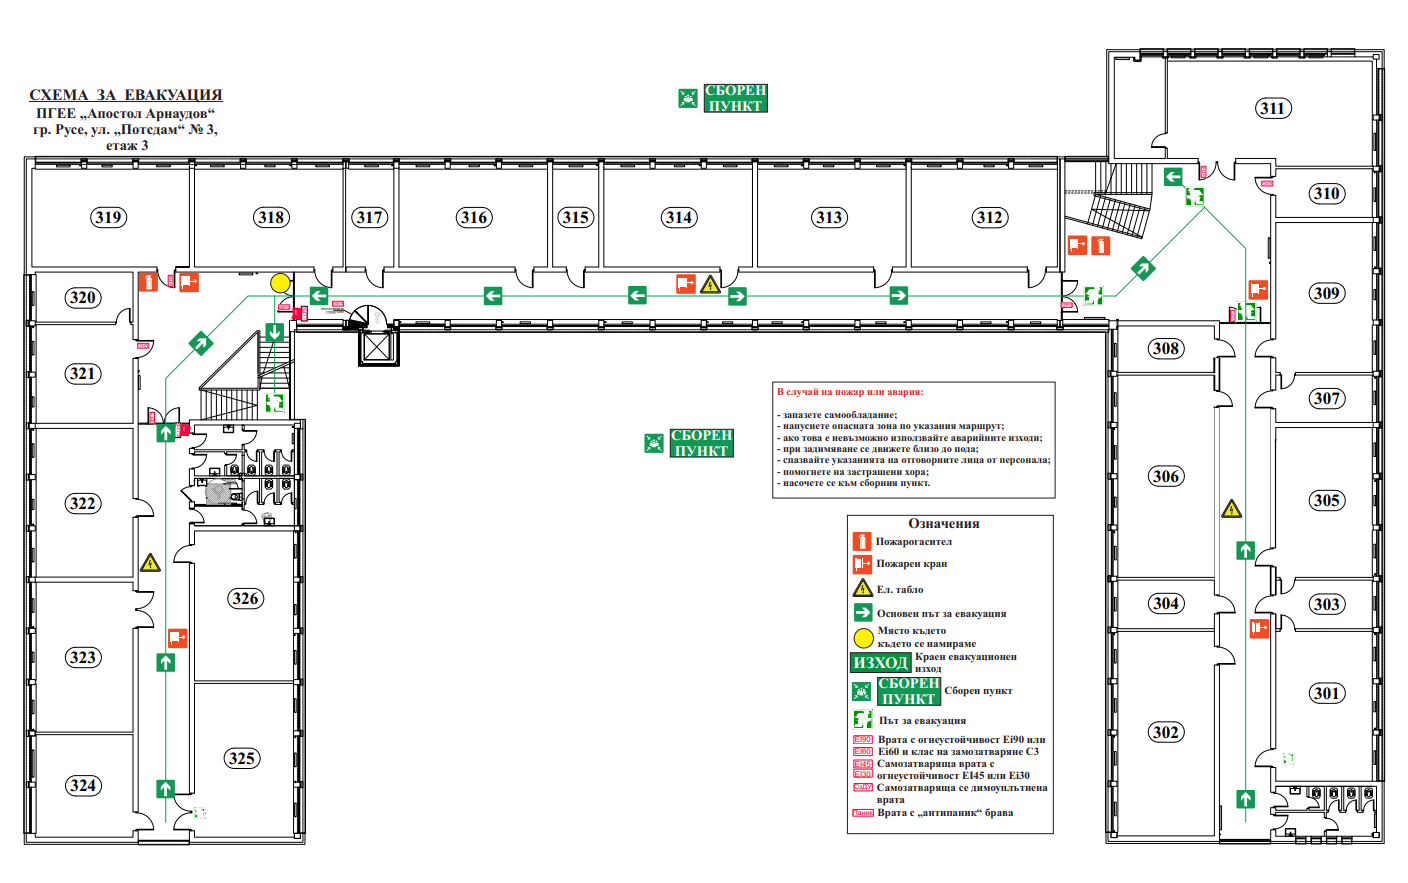 СХЕМА ЗА ЕВАКУАЦИЯ
ПГЕЕ „Апостол Арнаудов“
гр. Русе, ул. „Потсдам“ № 3,
етаж 3
СБОРЕН
ПУНКТ
311
310
319
318
317
316
315
314
313
312
320
309
321
308
307
322
306
305
326
304
303
323
301
302
325
324
СБОРЕН
ПУНКТ
В случай на пожар или авария:
- запазете самообладание;
- напуснете опасната зона по указания маршрут;
- ако това е невъзможно използвайте аварийните изходи;
- при задимяване се движете близо до пода;
- спазвайте указанията на отговорните лица от персонала;
- помогнете на застрашени хора;
- насочете се към сборния пункт.
Означения
Пожарогасител
Пожарен кран
Ел. табло
Основен път за евакуация
Място където
където се намираме
ИЗХОД Краен евакуационен
изход
СБОРЕН
ПУНКТ Сборен пункт
Път за евакуация
Ei90 Врата с огнеустойчивост Ei90 или
Ei60 Ei60 и клас на замозатваряне С3
EI45 Самозатваряща врата с
EI30 огнеустойчивост EI45 или Ei30
Самозатваряща се димоуплътнена
врата
Паник Врата с „антипаник“ брава